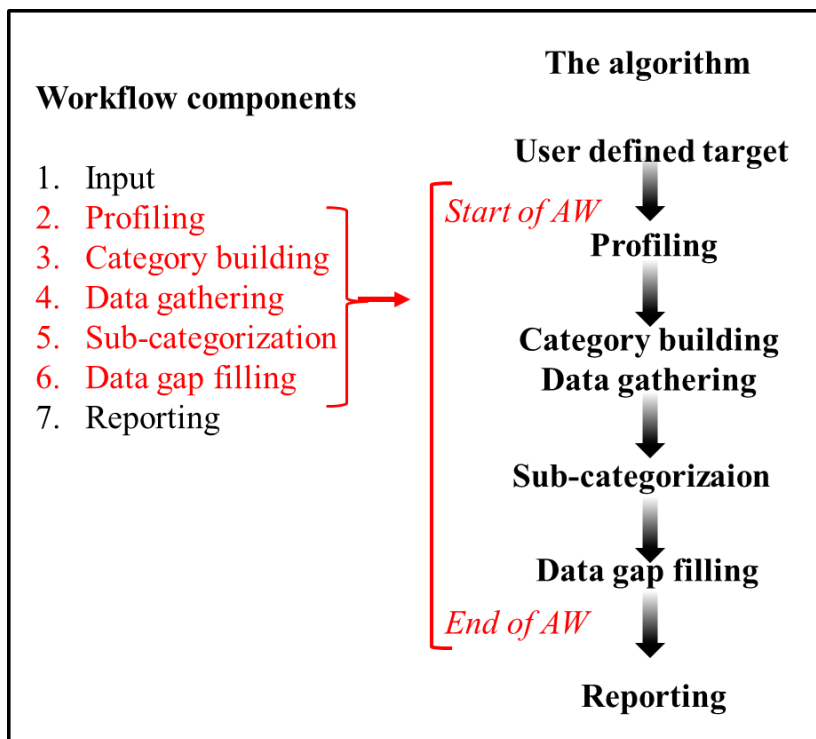 Workflow components
1. Input
2. Profiling
3. Category building
4. Data gathering
5. Sub-categorization
6. Data gap filling
7. Reporting
The algorithm
User defined target
Start of AW
Profiling
Category building
Data gathering
Sub-categorizaion
Data gap filling
End of AW
Reporting